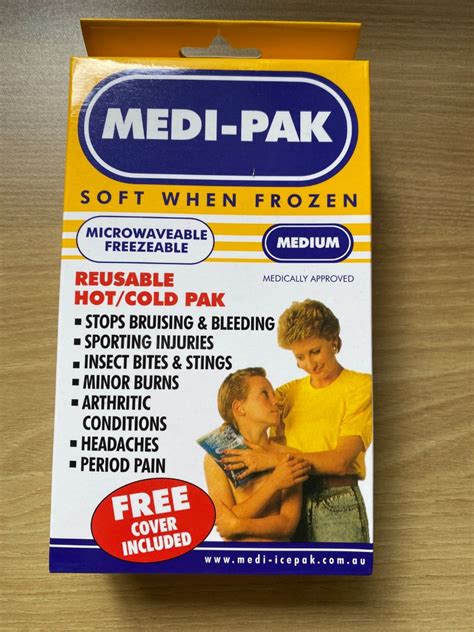 MEDI-PAK
SOFT WHEN FROZEN
MICROWAVEABLE
FREEZEABLE
MEDIUM
MEDICALLY APPROVED
REUSABLE
HOT/COLD PAK
▪ STOPS BRUISING & BLEEDING
▪ SPORTING INJURIES
▪ INSECT BITES & STINGS
▪ MINOR BURNS
▪ ARTHRITIC
CONDITIONS
▪ HEADACHES
▪ PERIOD PAIN
FREE
COVER
INCLUDED
www.medi-icepak.com.au